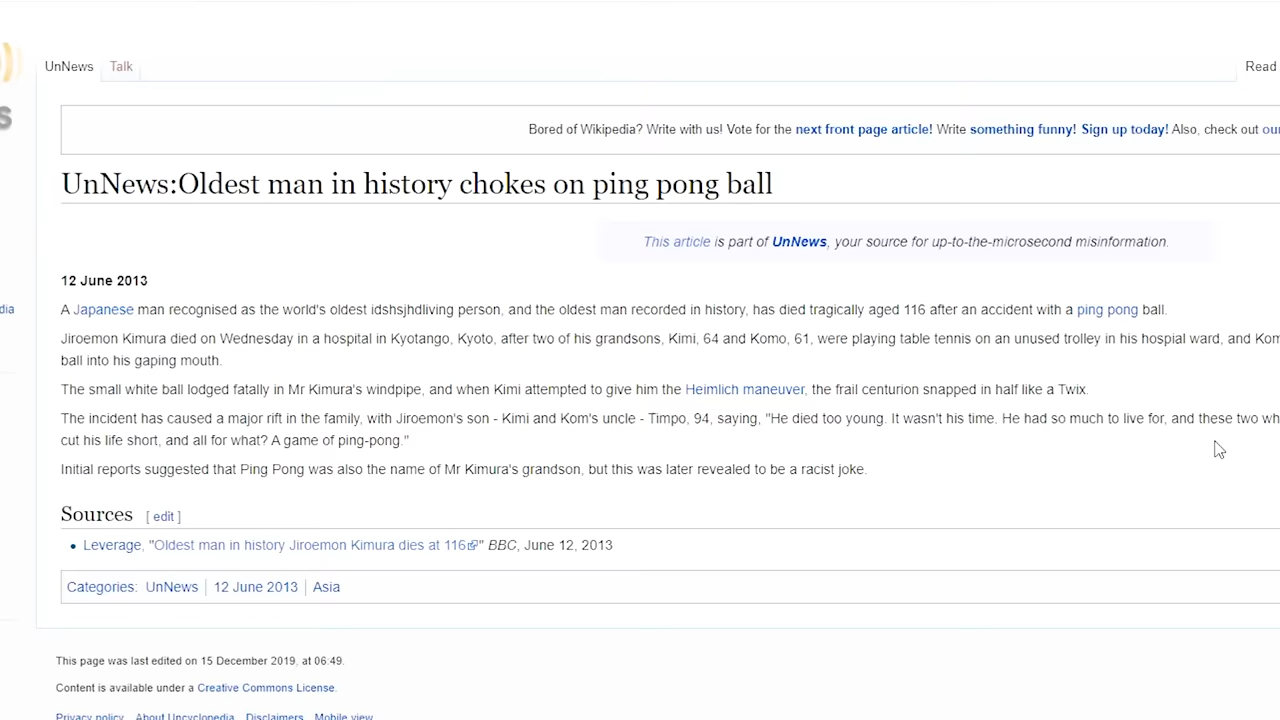 UnNews Talk Read
s
Bored of Wikipedia? Write with us! Vote for the next front page article! Write something funny! Sign up today! Also, check out ou
UnNews:Oldest man in history chokes on ping pong ball
This article is part of UnNews, your source for up-to-the-microsecond misinformation.
12 June 2013
dia
A Japanese man recognised as the world's oldest idshsjhdliving person, and the oldest man recorded in history, has died tragically aged 116 after an accident with a ping pong ball.
Jiroemon Kimura died on Wednesday in a hospital in Kyotango, Kyoto, after two of his grandsons, Kimi, 64 and Komo, 61, were playing table tennis on an unused trolley in his hospial ward, and Kom
ball into his gaping mouth.
The small white ball lodged fatally in Mr Kimura's windpipe, and when Kimi attempted to give him the Heimlich maneuver, the frail centurion snapped in half like a Twix.
The incident has caused a major rift in the family, with Jiroemon's son - Kimi and Kom's uncle - Timpo, 94, saying, "He died too young. It wasn't his time. He had so much to live for, and these two wh
cut his life short, and all for what? A game of ping-pong."
Initial reports suggested that Ping Pong was also the name of Mr Kimura's grandson, but this was later revealed to be a racist joke.
Sources [ edit ]
• Leverage, "Oldest man in history Jiroemon Kimura dies at 116" BBC, June 12, 2013
Categories: UnNews | 12 June 2013 | Asia
This page was last edited on 15 December 2019, at 06:49.
Content is available under a Creative Commons License.
Privacy policy About Uncyclopedia Disclaimers Mobile view